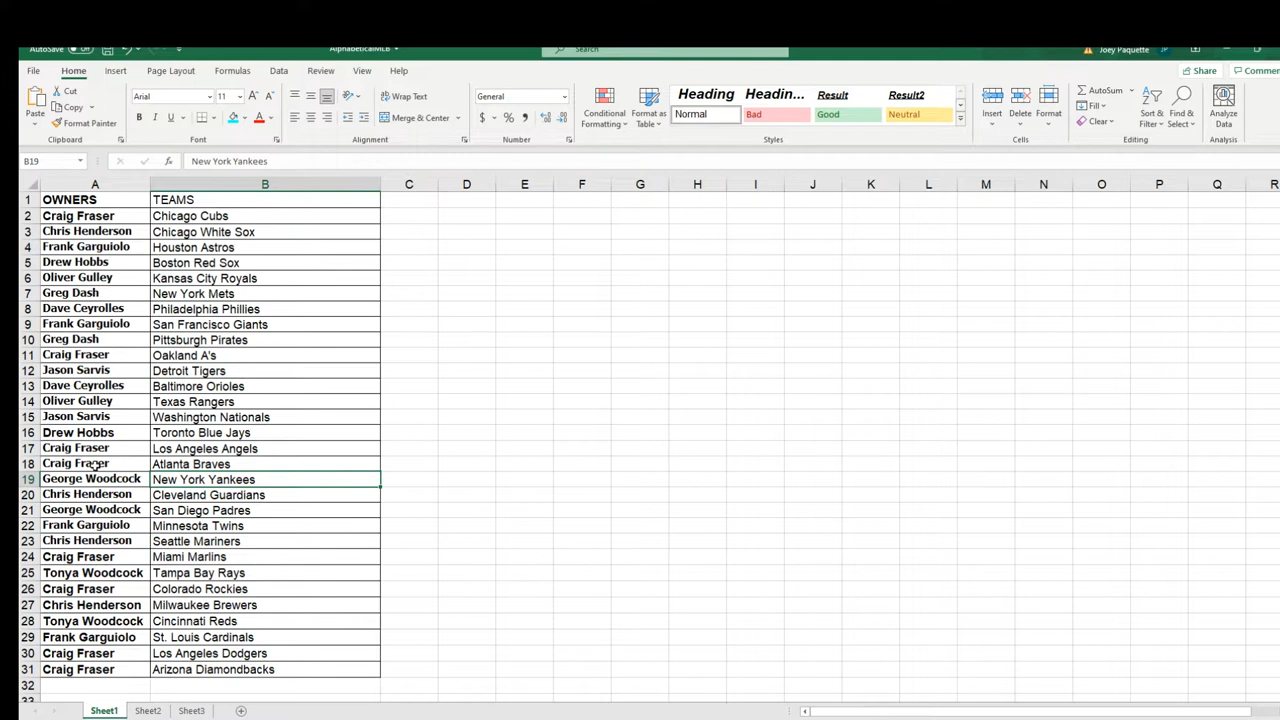 AutoSave Off AlphabeticalMLB Search Joey Paquette JP
File Home Insert Page Layout Formulas Data Review View Help Share Commen
Paste Cut Copy Format Painter Clipboard
Arial 11 B I U Font
Wrap Text Merge & Center Alignment
General $ % Number
Conditional Formatting Format as Table
Heading Headin... Result Result2
Normal Bad Good Neutral Styles
Insert Delete Format Cells
AutoSum Fill Clear Sort & Filter Find & Select Editing
Analyze Data Analysis
B19 fx New York Yankees
A B C D E F G H I J K L M N O P Q R
1 OWNERS TEAMS
2 Craig Fraser Chicago Cubs
3 Chris Henderson Chicago White Sox
4 Frank Garguiolo Houston Astros
5 Drew Hobbs Boston Red Sox
6 Oliver Gulley Kansas City Royals
7 Greg Dash New York Mets
8 Dave Ceyrolles Philadelphia Phillies
9 Frank Garguiolo San Francisco Giants
10 Greg Dash Pittsburgh Pirates
11 Craig Fraser Oakland A's
12 Jason Sarvis Detroit Tigers
13 Dave Ceyrolles Baltimore Orioles
14 Oliver Gulley Texas Rangers
15 Jason Sarvis Washington Nationals
16 Drew Hobbs Toronto Blue Jays
17 Craig Fraser Los Angeles Angels
18 Craig Fraser Atlanta Braves
19 George Woodcock New York Yankees
20 Chris Henderson Cleveland Guardians
21 George Woodcock San Diego Padres
22 Frank Garguiolo Minnesota Twins
23 Chris Henderson Seattle Mariners
24 Craig Fraser Miami Marlins
25 Tonya Woodcock Tampa Bay Rays
26 Craig Fraser Colorado Rockies
27 Chris Henderson Milwaukee Brewers
28 Tonya Woodcock Cincinnati Reds
29 Frank Garguiolo St. Louis Cardinals
30 Craig Fraser Los Angeles Dodgers
31 Craig Fraser Arizona Diamondbacks
32
33
Sheet1 Sheet2 Sheet3